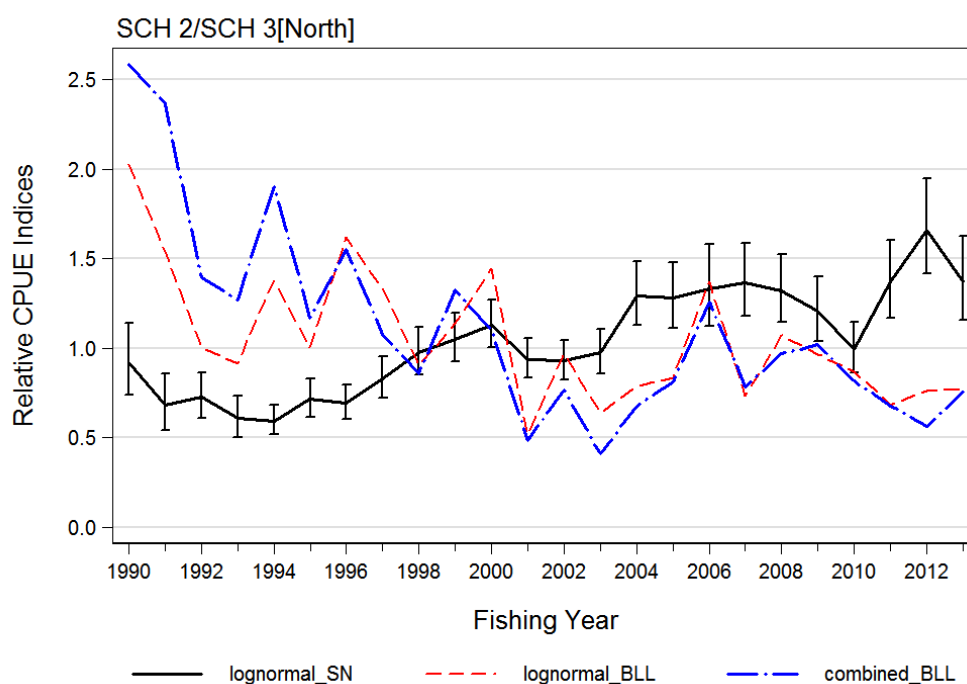 SCH 2/SCH 3[North]
Relative CPUE Indices
2.5
2.0
1.5
1.0
0.5
0.0
1990 1992 1994 1996 1998 2000 2002 2004 2006 2008 2010 2012
Fishing Year
lognormal_SN lognormal_BLL combined_BLL